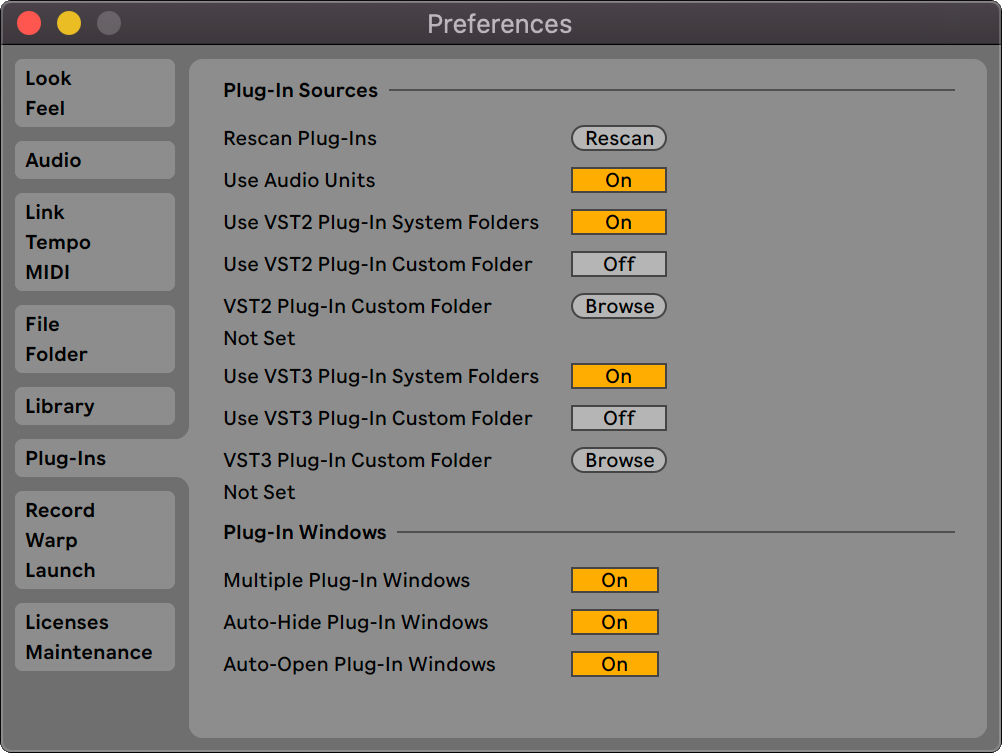 Preferences
Look
Feel
Audio
Link
Tempo
MIDI
File
Folder
Library
Plug-Ins
Record
Warp
Launch
Licenses
Maintenance
Plug-In Sources
Rescan Plug-Ins Rescan
Use Audio Units On
Use VST2 Plug-In System Folders On
Use VST2 Plug-In Custom Folder Off
VST2 Plug-In Custom Folder Browse
Not Set
Use VST3 Plug-In System Folders On
Use VST3 Plug-In Custom Folder Off
VST3 Plug-In Custom Folder Browse
Not Set
Plug-In Windows
Multiple Plug-In Windows On
Auto-Hide Plug-In Windows On
Auto-Open Plug-In Windows On